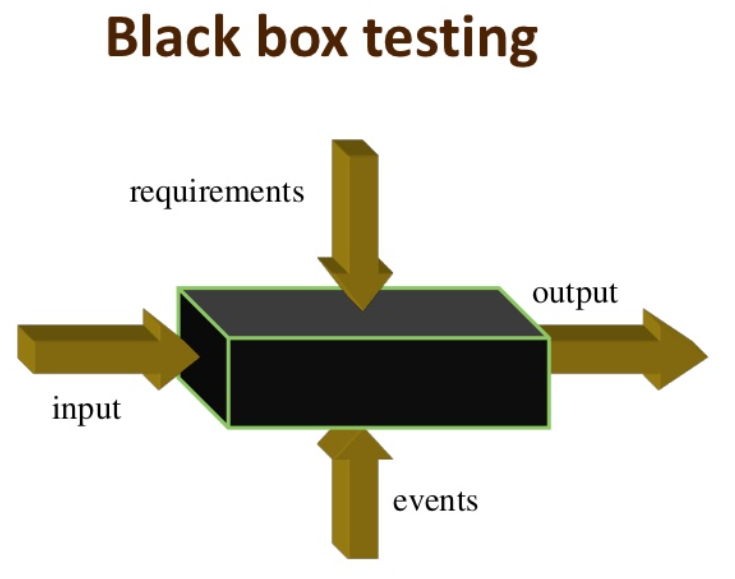 Black box testing
requirements
output
input
events